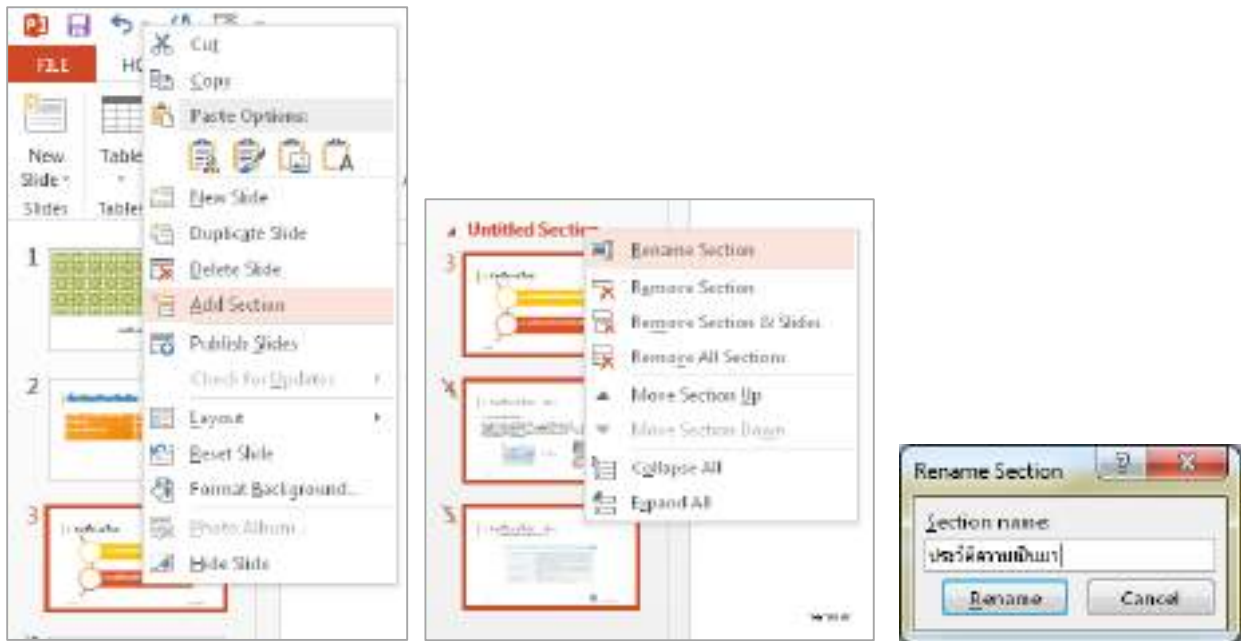 FILE
New
Slide
Table
Slides
Tables
Cut
Copy
Paste Options:
New Slide
Duplicate Slide
Delete Slide
Add Section
Publish Slides
Check for Updates
Layout
Reset Slide
Format Background...
Photo Album...
Hide Slide
1
2
3
Untitled Section
3
4
5
Rename Section
Remove Section
Remove Section & Slides
Remove All Sections
Move Section Up
Move Section Down
Collapse All
Expand All
Rename Section
Section name:
ประวัติความเป็นมา
Rename
Cancel